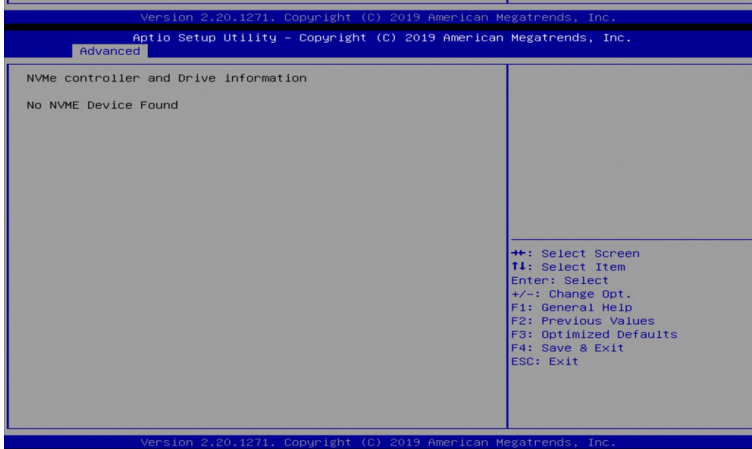 Version 2.20.1271. Copyright (C) 2019 American Megatrends, Inc.
Aptio Setup Utility – Copyright (C) 2019 American Megatrends, Inc.
Advanced
NVMe controller and Drive information
No NVME Device Found
→←: Select Screen
↑↓: Select Item
Enter: Select
+/-: Change Opt.
F1: General Help
F2: Previous Values
F3: Optimized Defaults
F4: Save & Exit
ESC: Exit
Version 2.20.1271. Copyright (C) 2019 American Megatrends, Inc.